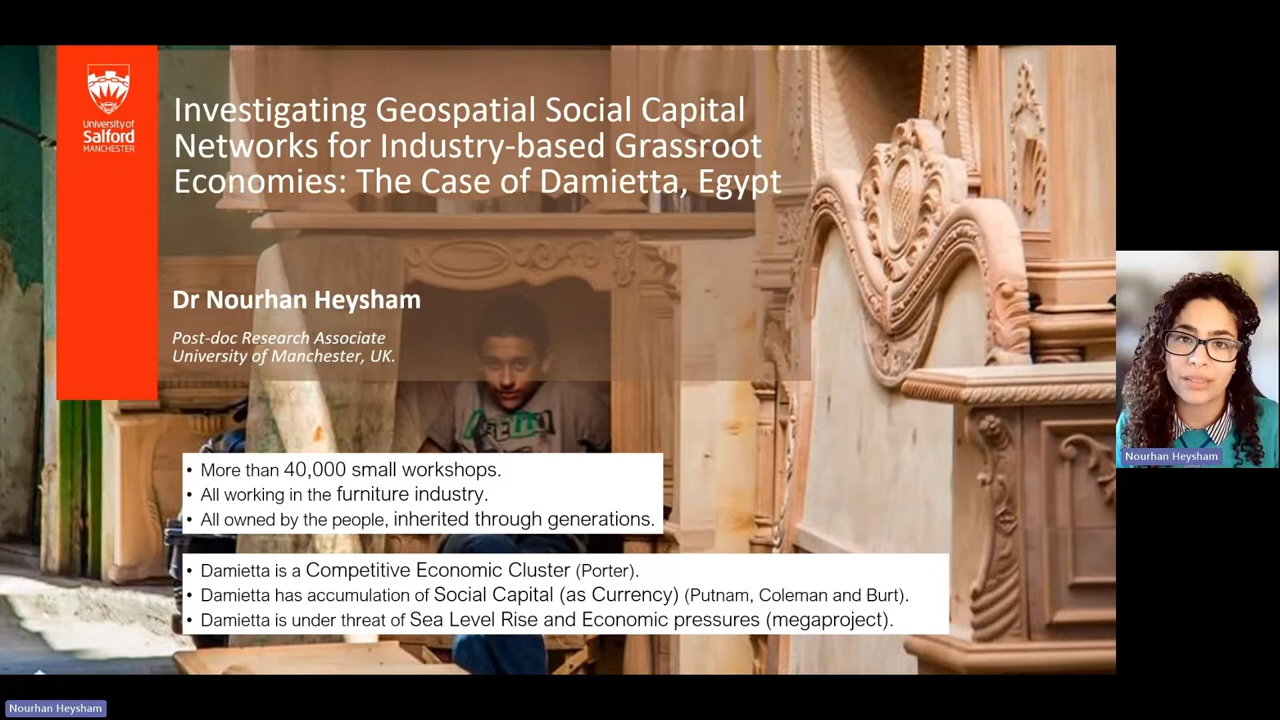 University of
Salford
MANCHESTER
Investigating Geospatial Social Capital
Networks for Industry-based Grassroot
Economies: The Case of Damietta, Egypt
Dr Nourhan Heysham
Post-doc Research Associate
University of Manchester, UK.
• More than 40,000 small workshops.
• All working in the furniture industry.
• All owned by the people, inherited through generations.
• Damietta is a Competitive Economic Cluster (Porter).
• Damietta has accumulation of Social Capital (as Currency) (Putnam, Coleman and Burt).
• Damietta is under threat of Sea Level Rise and Economic pressures (megaproject).
Nourhan Heysham
Nourhan Heysham